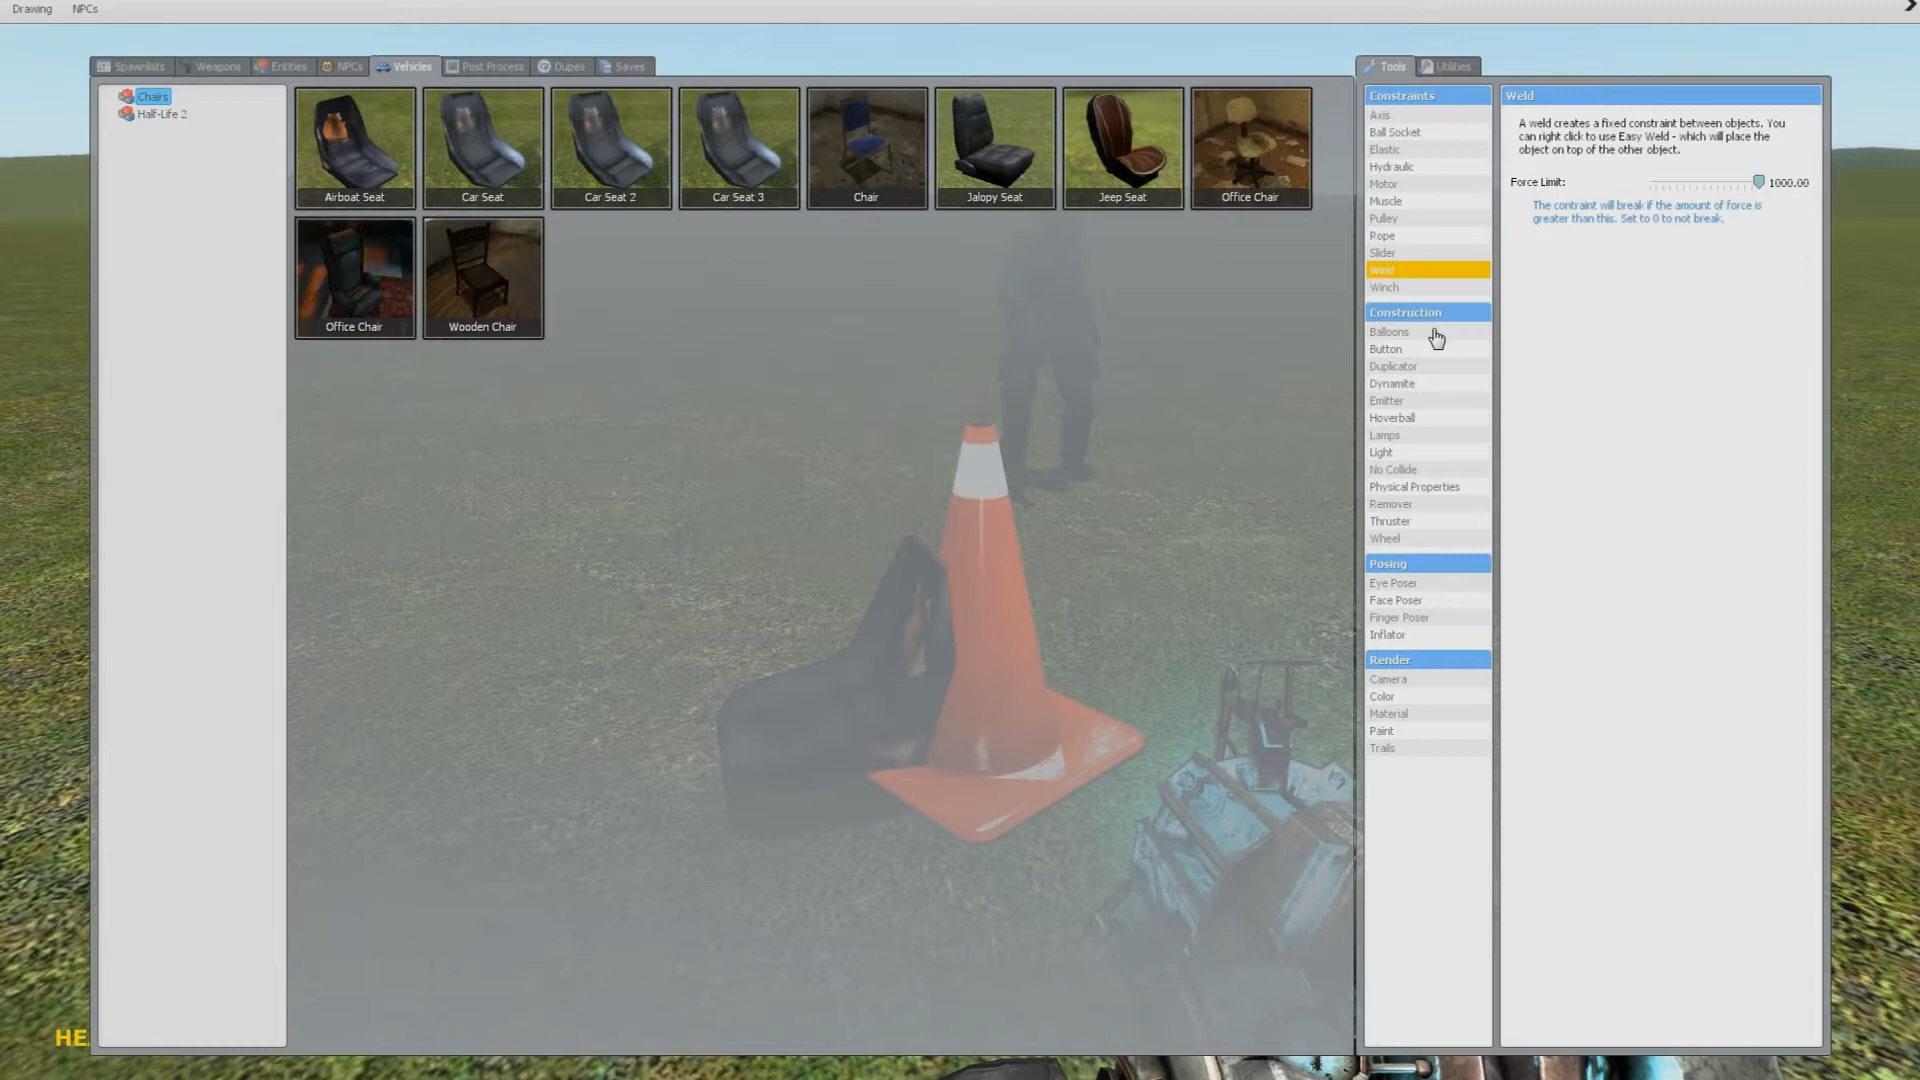 Drawing NPCs
Spawnlists Weapons Entities NPCs Vehicles Post Process Dupes Saves
Tools Utilities
Chairs
Half-Life 2
Airboat Seat
Car Seat
Car Seat 2
Car Seat 3
Chair
Jalopy Seat
Jeep Seat
Office Chair
Office Chair
Wooden Chair
Constraints
Axis
Ball Socket
Elastic
Hydraulic
Motor
Muscle
Pulley
Rope
Slider
Weld
Winch
Construction
Balloons
Button
Duplicator
Dynamite
Emitter
Hoverball
Lamps
Light
No Collide
Physical Properties
Remover
Thruster
Wheel
Posing
Eye Poser
Face Poser
Finger Poser
Inflator
Render
Camera
Color
Material
Paint
Trails
Weld
A weld creates a fixed constraint between objects. You
can right click to use Easy Weld - which will place the
object on top of the other object.
Force Limit: 1000.00
The contraint will break if the amount of force is
greater than this. Set to 0 to not break.
HE